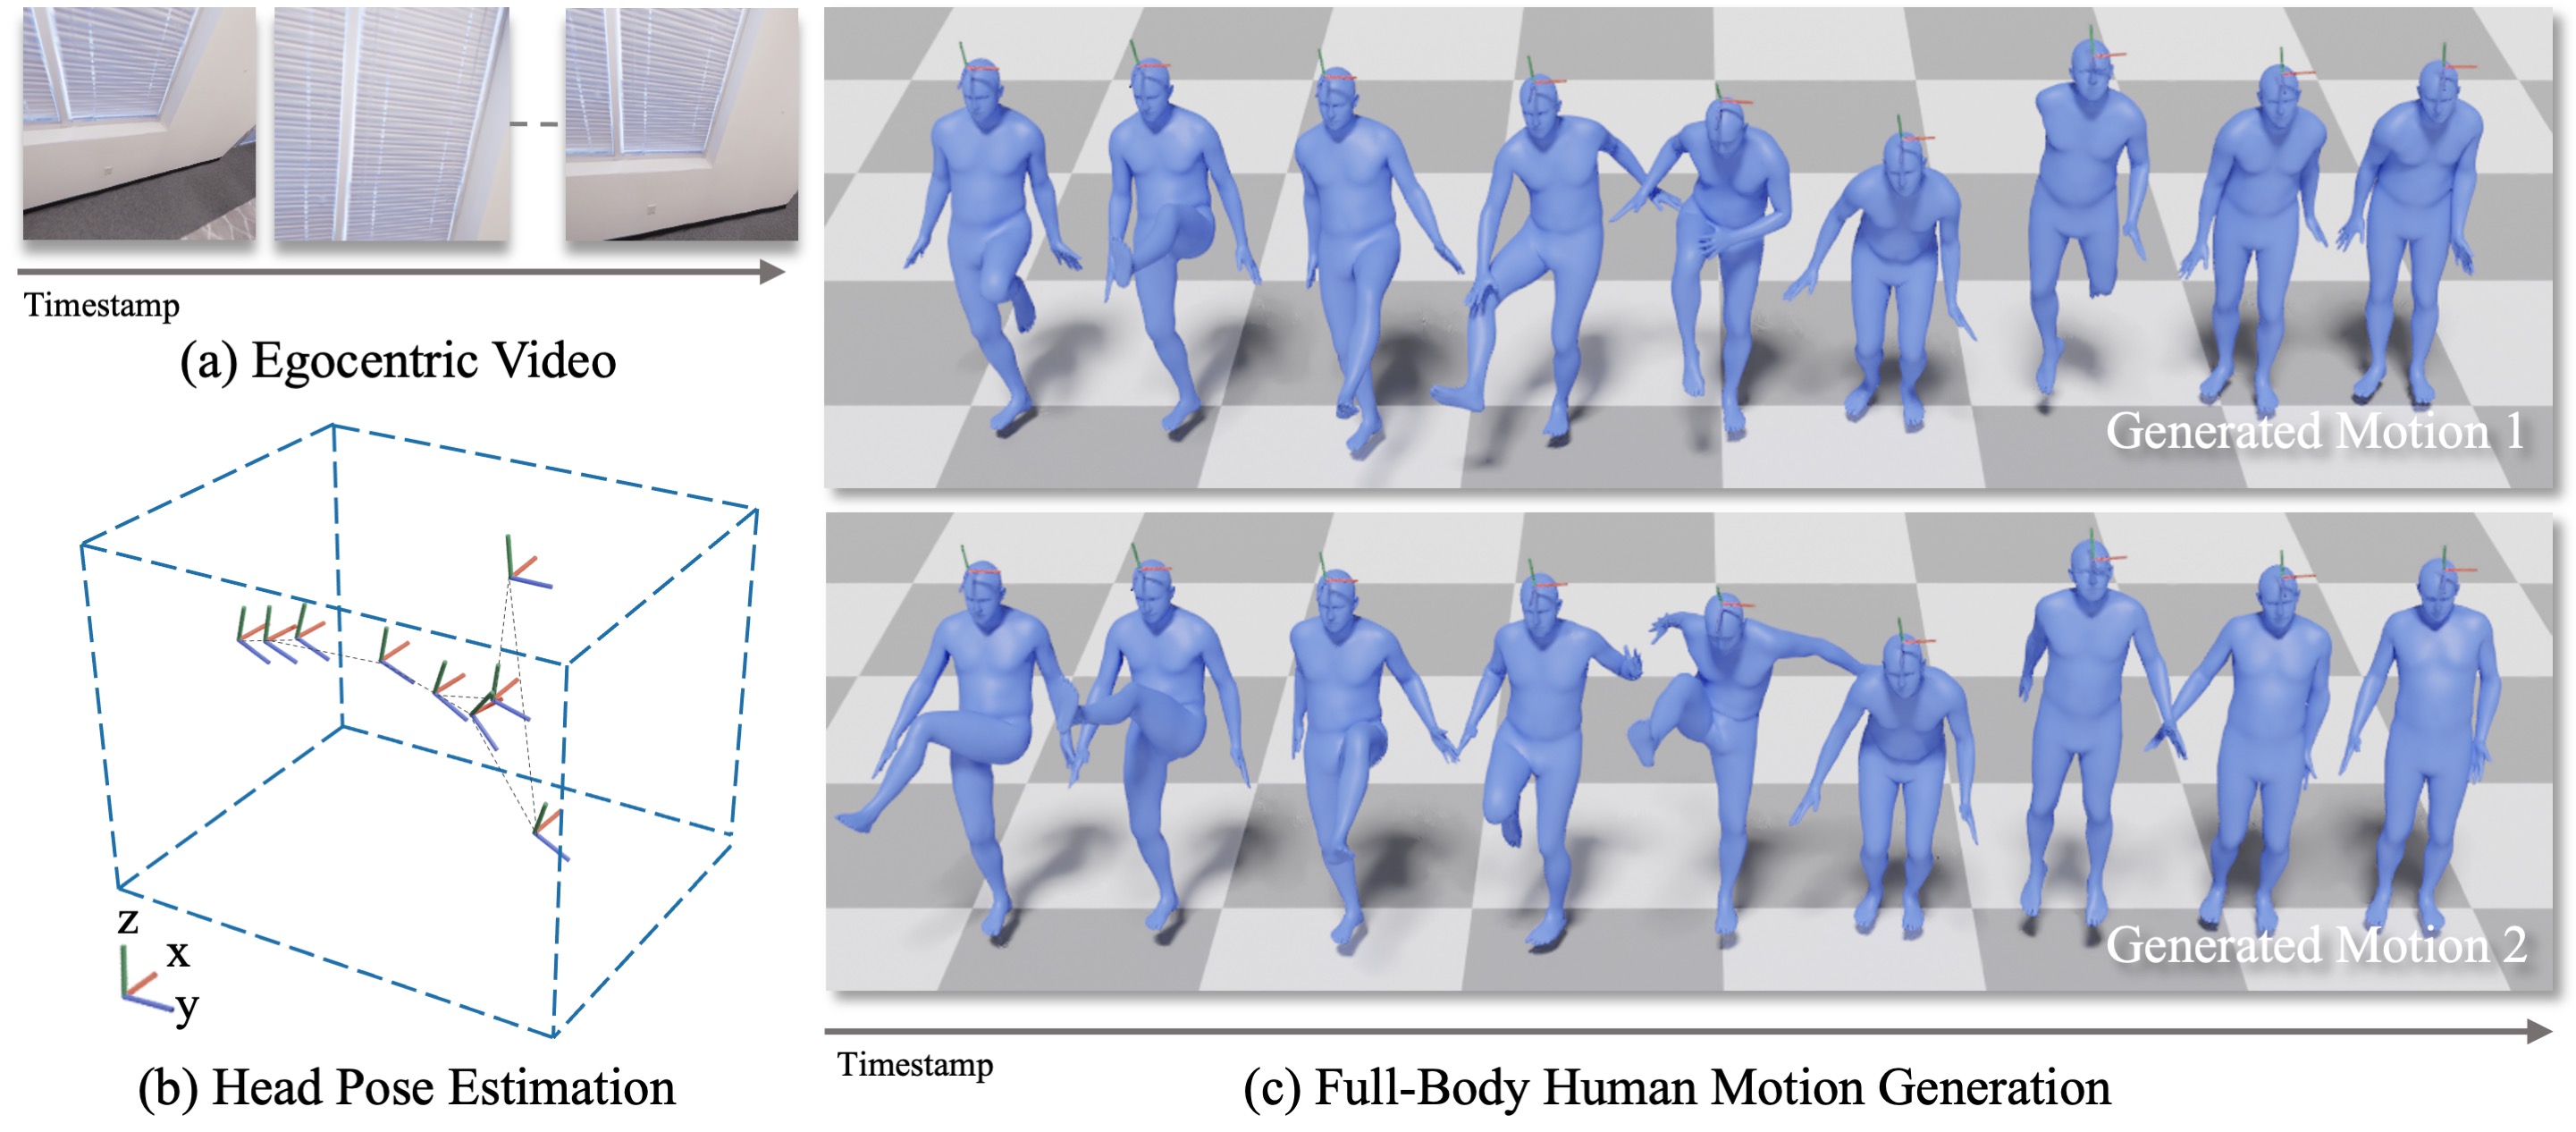 Timestamp
(a) Egocentric Video
z
x
y
(b) Head Pose Estimation
Generated Motion 1
Generated Motion 2
Timestamp
(c) Full-Body Human Motion Generation